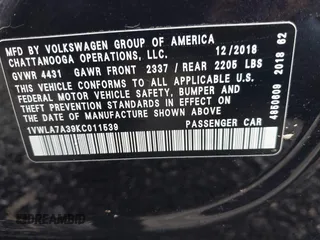 MFD BY VOLKSWAGEN GROUP OF AMERICA
CHATTANOOGA OPERATIONS, LLC. 12/2018
GVWR 4431 GAWR FRONT 2337 / REAR 2205 LBS
THIS VEHICLE CONFORMS TO ALL APPLICABLE U.S.
FEDERAL MOTOR VEHICLE SAFETY, BUMPER AND
THEFT PREVENTION STANDARDS IN EFFECT ON THE
DATE OF MANUFACTURE SHOWN ABOVE.
1VWLA7A39KC011539 PASSENGER CAR
4850809 2018 82
DREAMBID